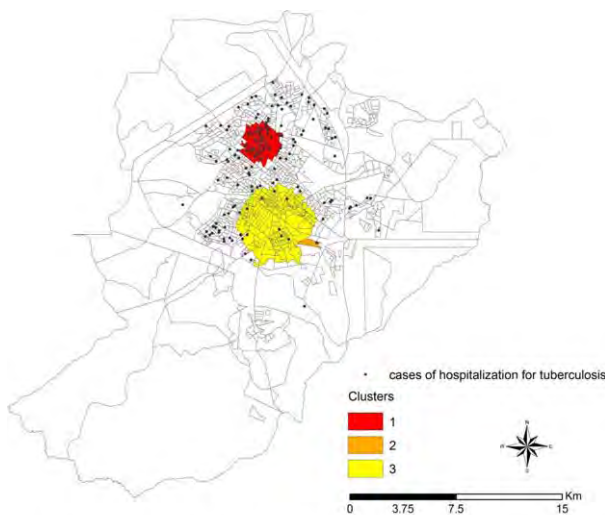 cases of hospitalization for tuberculosis
Clusters
1
2
3
N
W
E
S
Km
0 3.75 7.5 15